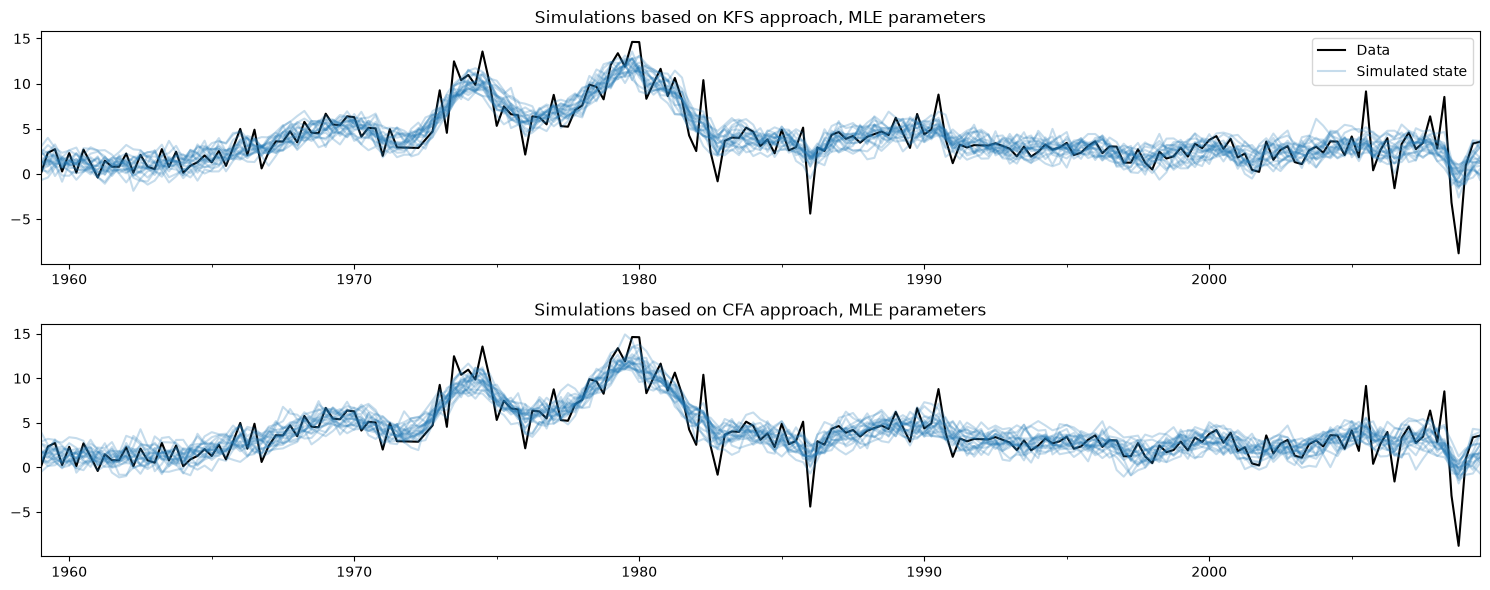 Simulations based on KFS approach, MLE parameters
15
10
5
0
−5
Data
Simulated state
1960 1970 1980 1990 2000
Simulations based on CFA approach, MLE parameters
15
10
5
0
−5
1960 1970 1980 1990 2000